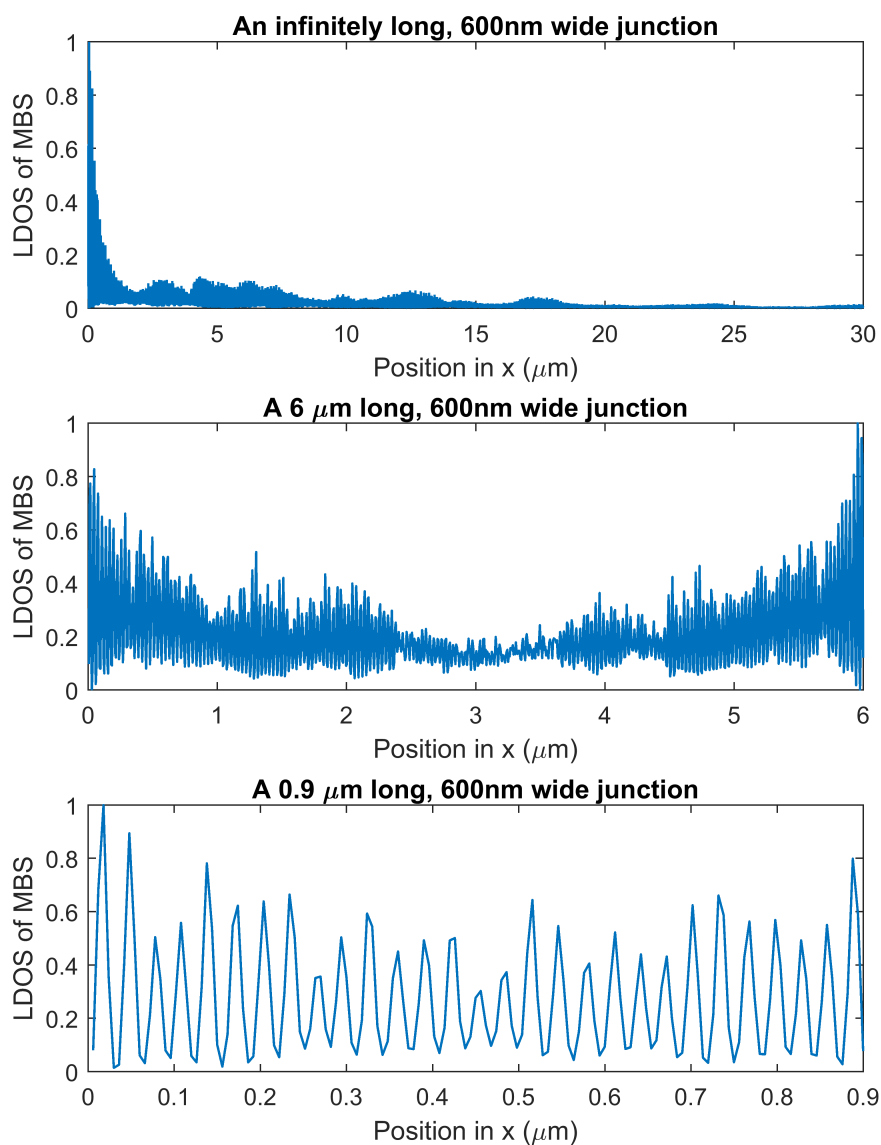 An infinitely long, 600nm wide junction
LDOS of MBS
1
0.8
0.6
0.4
0.2
0
0 5 10 15 20 25 30
Position in x (μm)
A 6 μm long, 600nm wide junction
LDOS of MBS
1
0.8
0.6
0.4
0.2
0
0 1 2 3 4 5 6
Position in x (μm)
A 0.9 μm long, 600nm wide junction
LDOS of MBS
1
0.8
0.6
0.4
0.2
0
0 0.1 0.2 0.3 0.4 0.5 0.6 0.7 0.8 0.9
Position in x (μm)